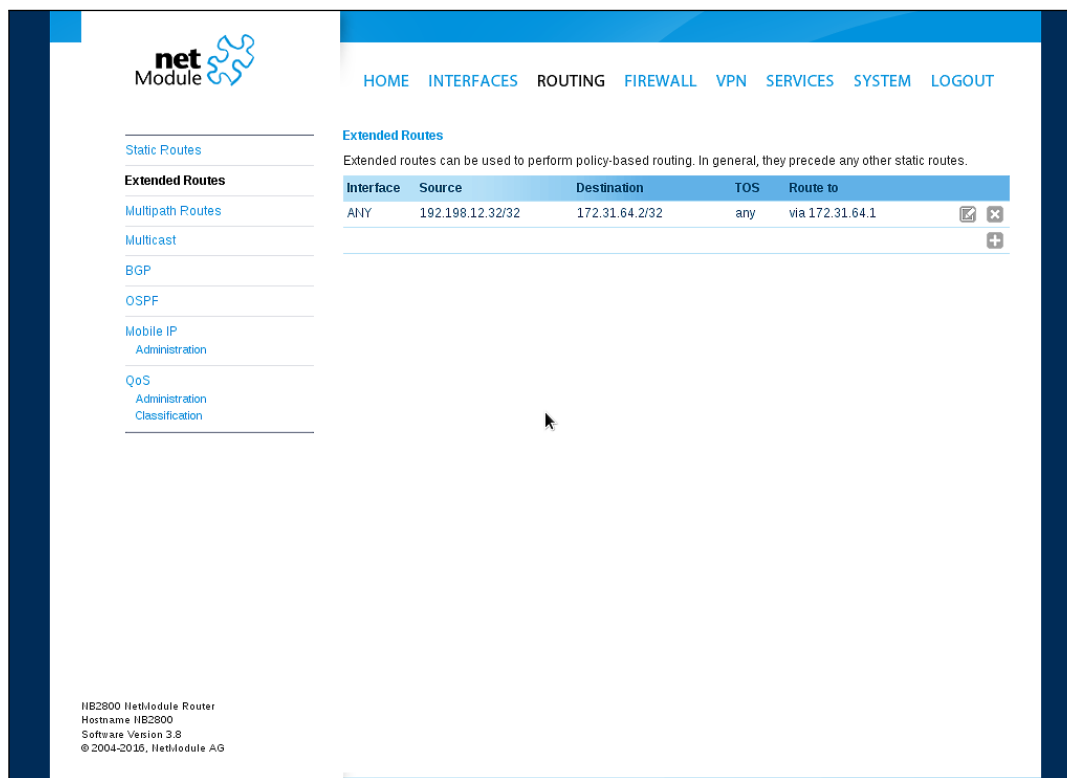 net
Module
HOME INTERFACES ROUTING FIREWALL VPN SERVICES SYSTEM LOGOUT
Static Routes
Extended Routes
Multipath Routes
Multicast
BGP
OSPF
Mobile IP
Administration
QoS
Administration
Classification
Extended Routes
Extended routes can be used to perform policy-based routing. In general, they precede any other static routes.
Interface Source Destination TOS Route to
ANY 192.198.12.32/32 172.31.64.2/32 any via 172.31.64.1
NB2800 NetModule Router
Hostname NB2800
Software Version 3.8
© 2004-2016, NetModule AG